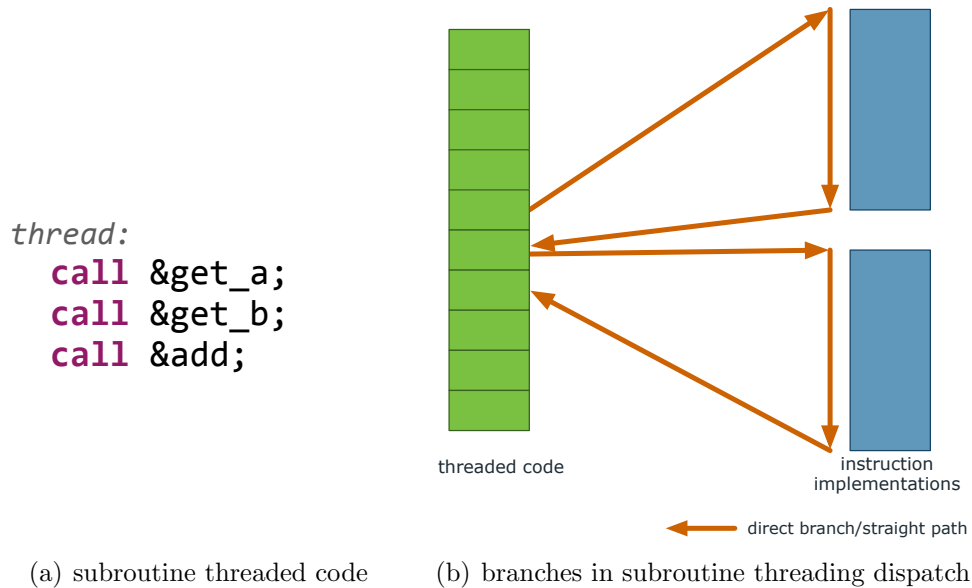 thread:
call &get_a;
call &get_b;
call &add;
threaded code
instruction
implementations
direct branch/straight path
(a) subroutine threaded code
(b) branches in subroutine threading dispatch